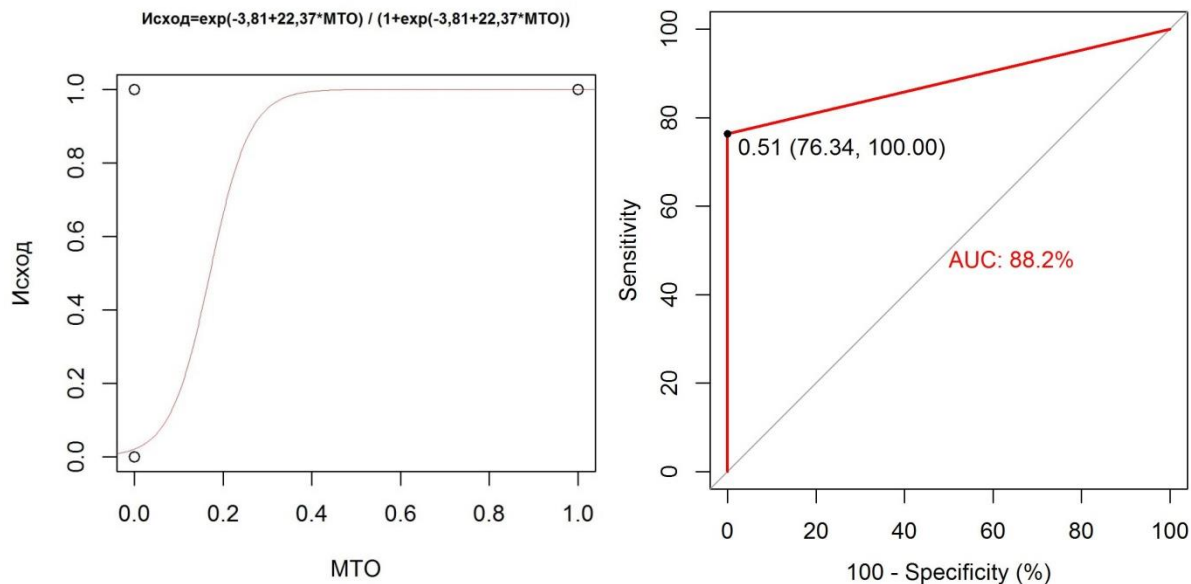 Исход=exp(-3,81+22,37*МТО) / (1+exp(-3,81+22,37*МТО))
Исход
1.0
0.8
0.6
0.4
0.2
0.0
0.0 0.2 0.4 0.6 0.8 1.0
МТО
Sensitivity
100
80
60
40
20
0
0.51 (76.34, 100.00)
AUC: 88.2%
0 20 40 60 80 100
100 - Specificity (%)